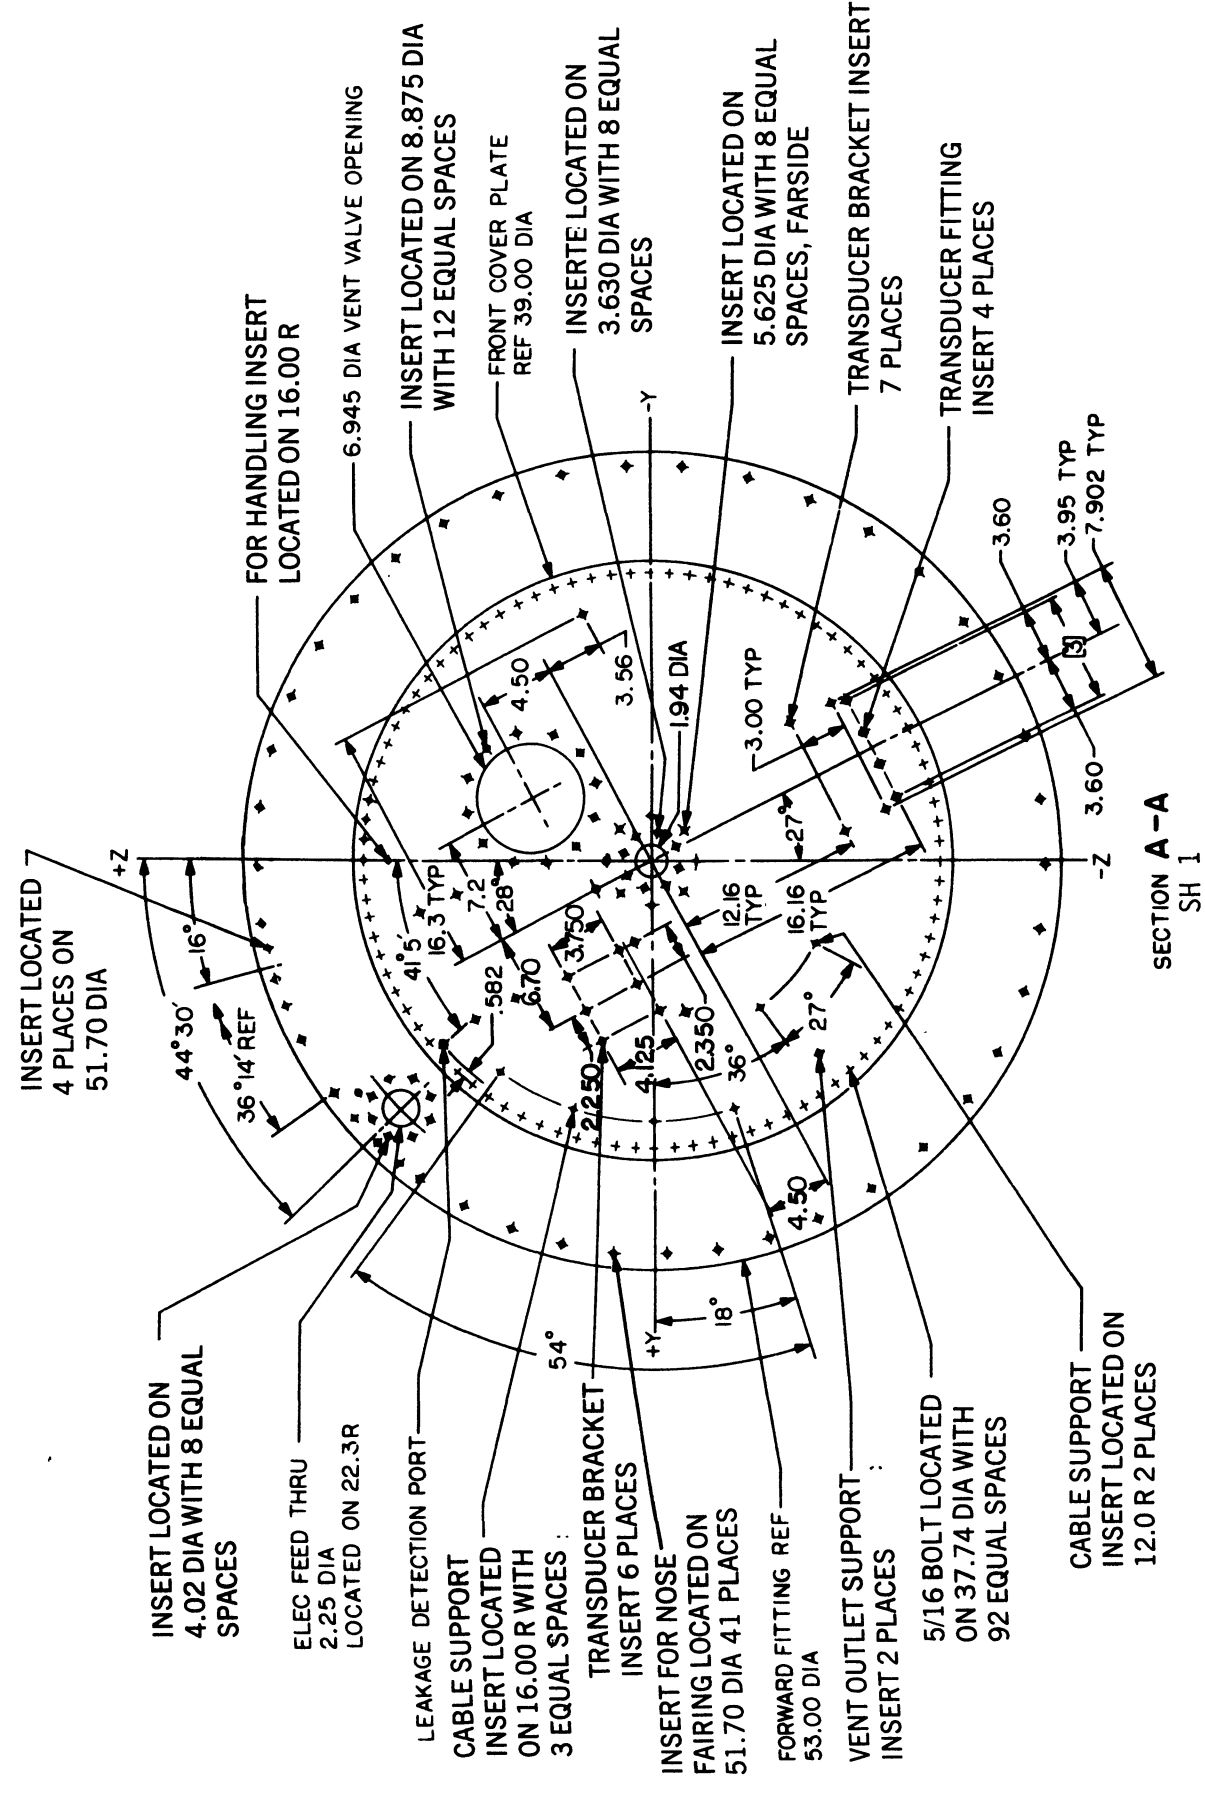 INSERT LOCATED
4 PLACES ON
51.70 DIA
FOR HANDLING INSERT
LOCATED ON 16.00 R
6.945 DIA VENT VALVE OPENING
INSERT LOCATED ON 8.875 DIA
WITH 12 EQUAL SPACES
FRONT COVER PLATE
REF 39.00 DIA
INSERTE LOCATED ON
3.630 DIA WITH 8 EQUAL
SPACES
INSERT LOCATED ON
5.625 DIA WITH 8 EQUAL
SPACES, FARSIDE
TRANSDUCER BRACKET INSERT
7 PLACES
TRANSDUCER FITTING
INSERT 4 PLACES
INSERT LOCATED ON
4.02 DIA WITH 8 EQUAL
SPACES
ELEC FEED THRU
2.25 DIA
LOCATED ON 22.3R
LEAKAGE DETECTION PORT
CABLE SUPPORT
INSERT LOCATED
ON 16.00 R WITH
3 EQUAL SPACES
TRANSDUCER BRACKET
INSERT 6 PLACES
INSERT FOR NOSE
FAIRING LOCATED ON
51.70 DIA 41 PLACES
FORWARD FITTING REF
53.00 DIA
VENT OUTLET SUPPORT
INSERT 2 PLACES
5/16 BOLT LOCATED
ON 37.74 DIA WITH
92 EQUAL SPACES
CABLE SUPPORT
INSERT LOCATED ON
12.0 R 2 PLACES
+Z
-Y
-Z
+Y
44°30'
16°
36°14' REF
41°5'
16.3 TYP
7.2
28°
.582
6.70
3.750
4.50
3.56
1.94 DIA
3.00 TYP
27°
12.16
TYP
16.16
TYP
2.350
4.125
36°
27°
4.50
18°
54°
3.60
3.95 TYP
7.902 TYP
3
3.60
SECTION A-A
SH 1